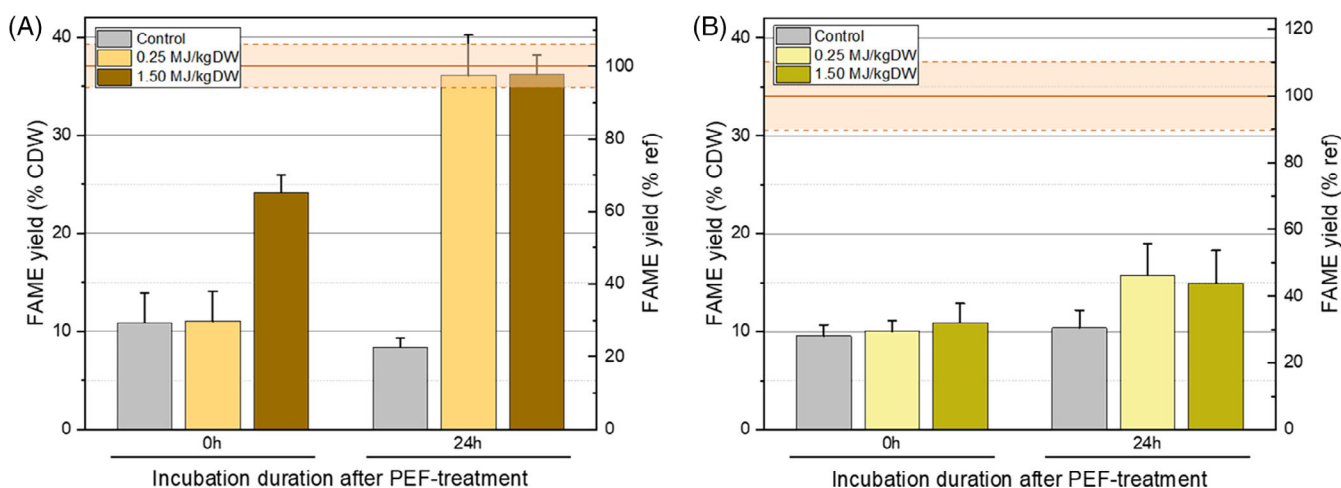 (A)
Control
0.25 MJ/kgDW
1.50 MJ/kgDW
FAME yield (% CDW)
40
30
20
10
0
FAME yield (% ref)
100
80
60
40
20
0
0h
24h
Incubation duration after PEF-treatment
(B)
Control
0.25 MJ/kgDW
1.50 MJ/kgDW
FAME yield (% CDW)
40
30
20
10
0
FAME yield (% ref)
120
100
80
60
40
20
0
0h
24h
Incubation duration after PEF-treatment